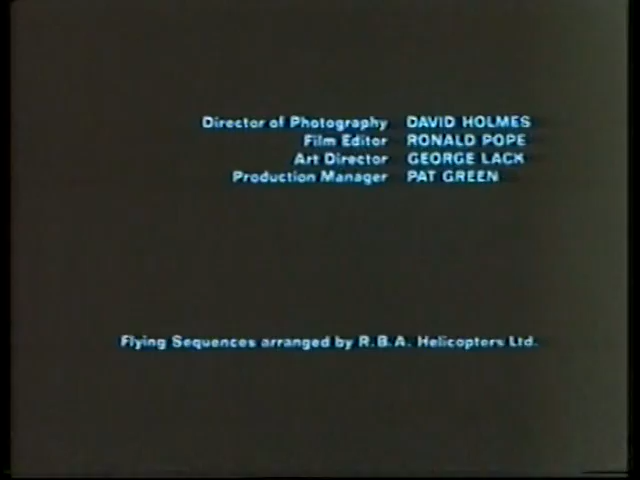 Director of Photography DAVID HOLMES
Film Editor RONALD POPE
Art Director GEORGE LACK
Production Manager PAT GREEN
Flying Sequences arranged by R.B.A. Helicopters Ltd.